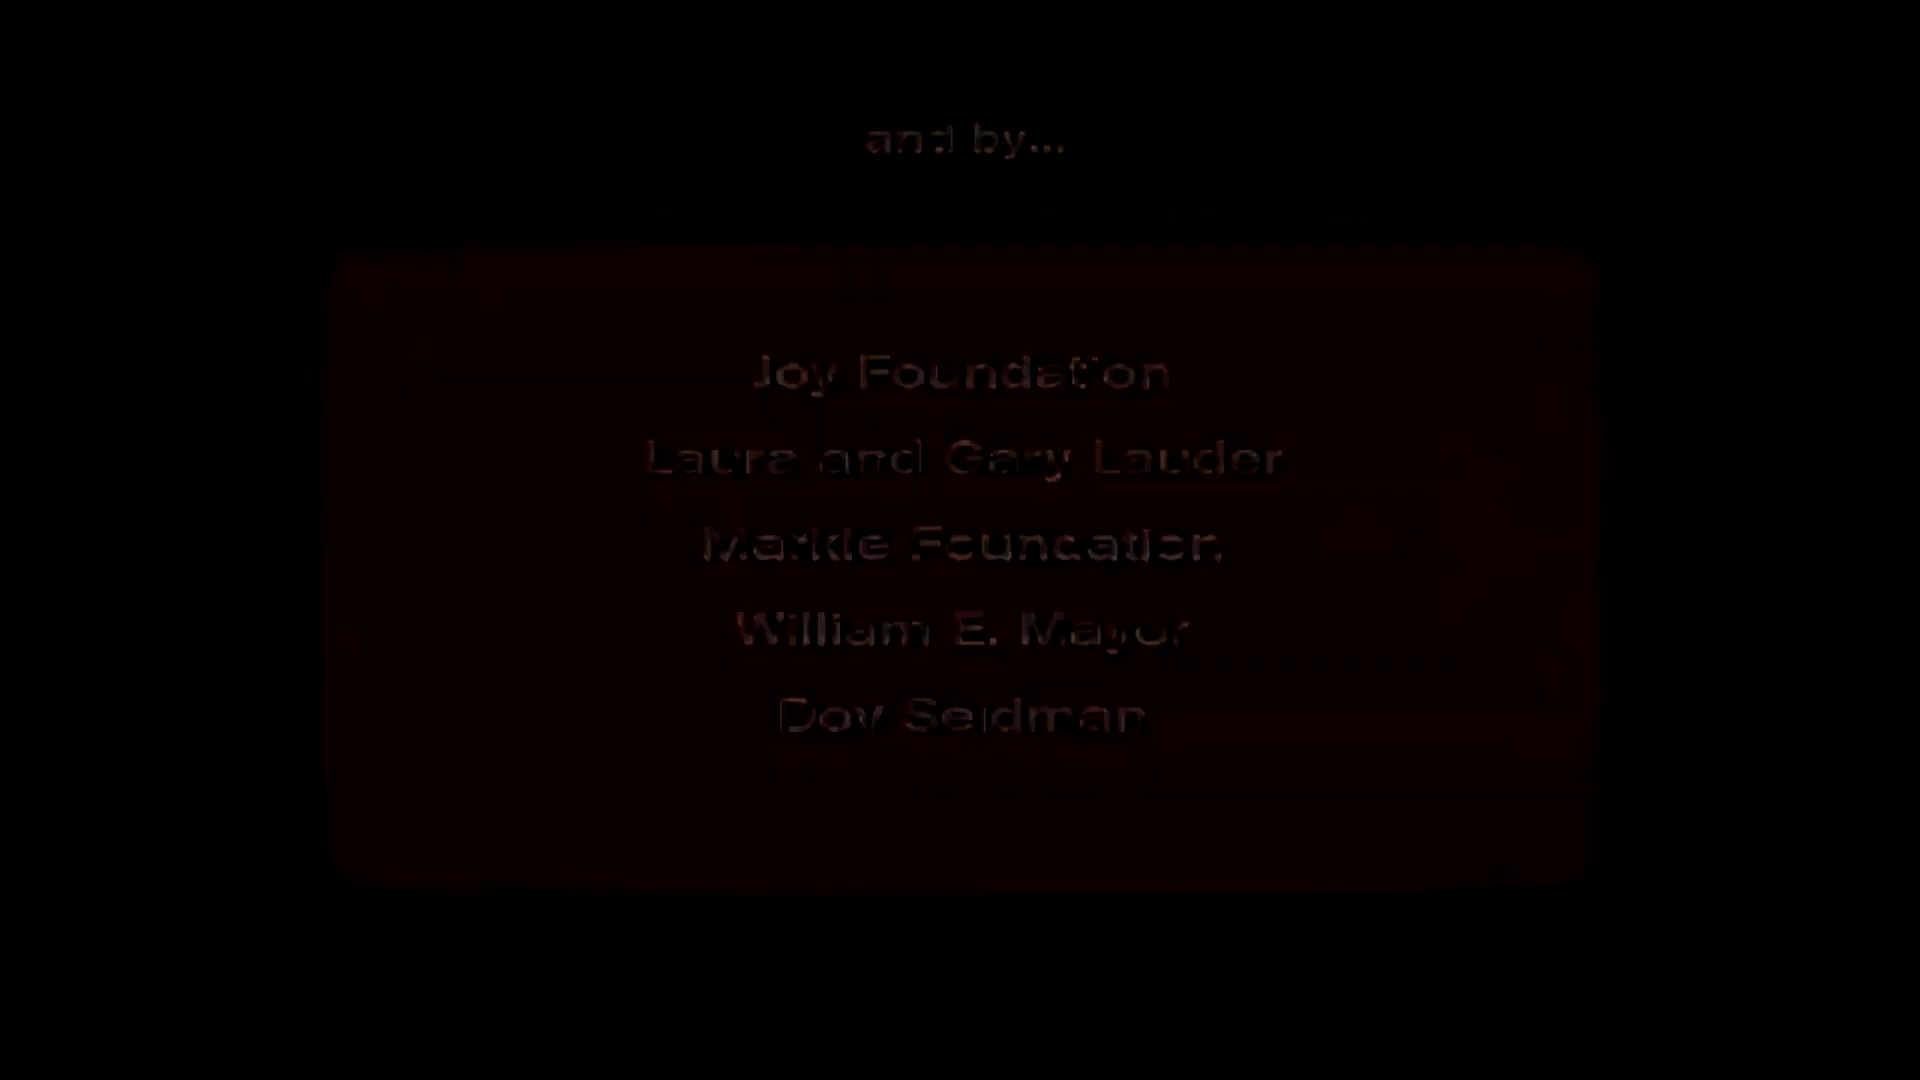 and by...
Joy Foundation
Laura and Gary Lauder
Markle Foundation
William E. Mayer
Dov Seidman